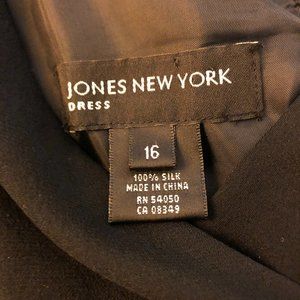 JONES NEW YORK
DRESS
16
100% SILK
MADE IN CHINA
RN 54050
CA 08349